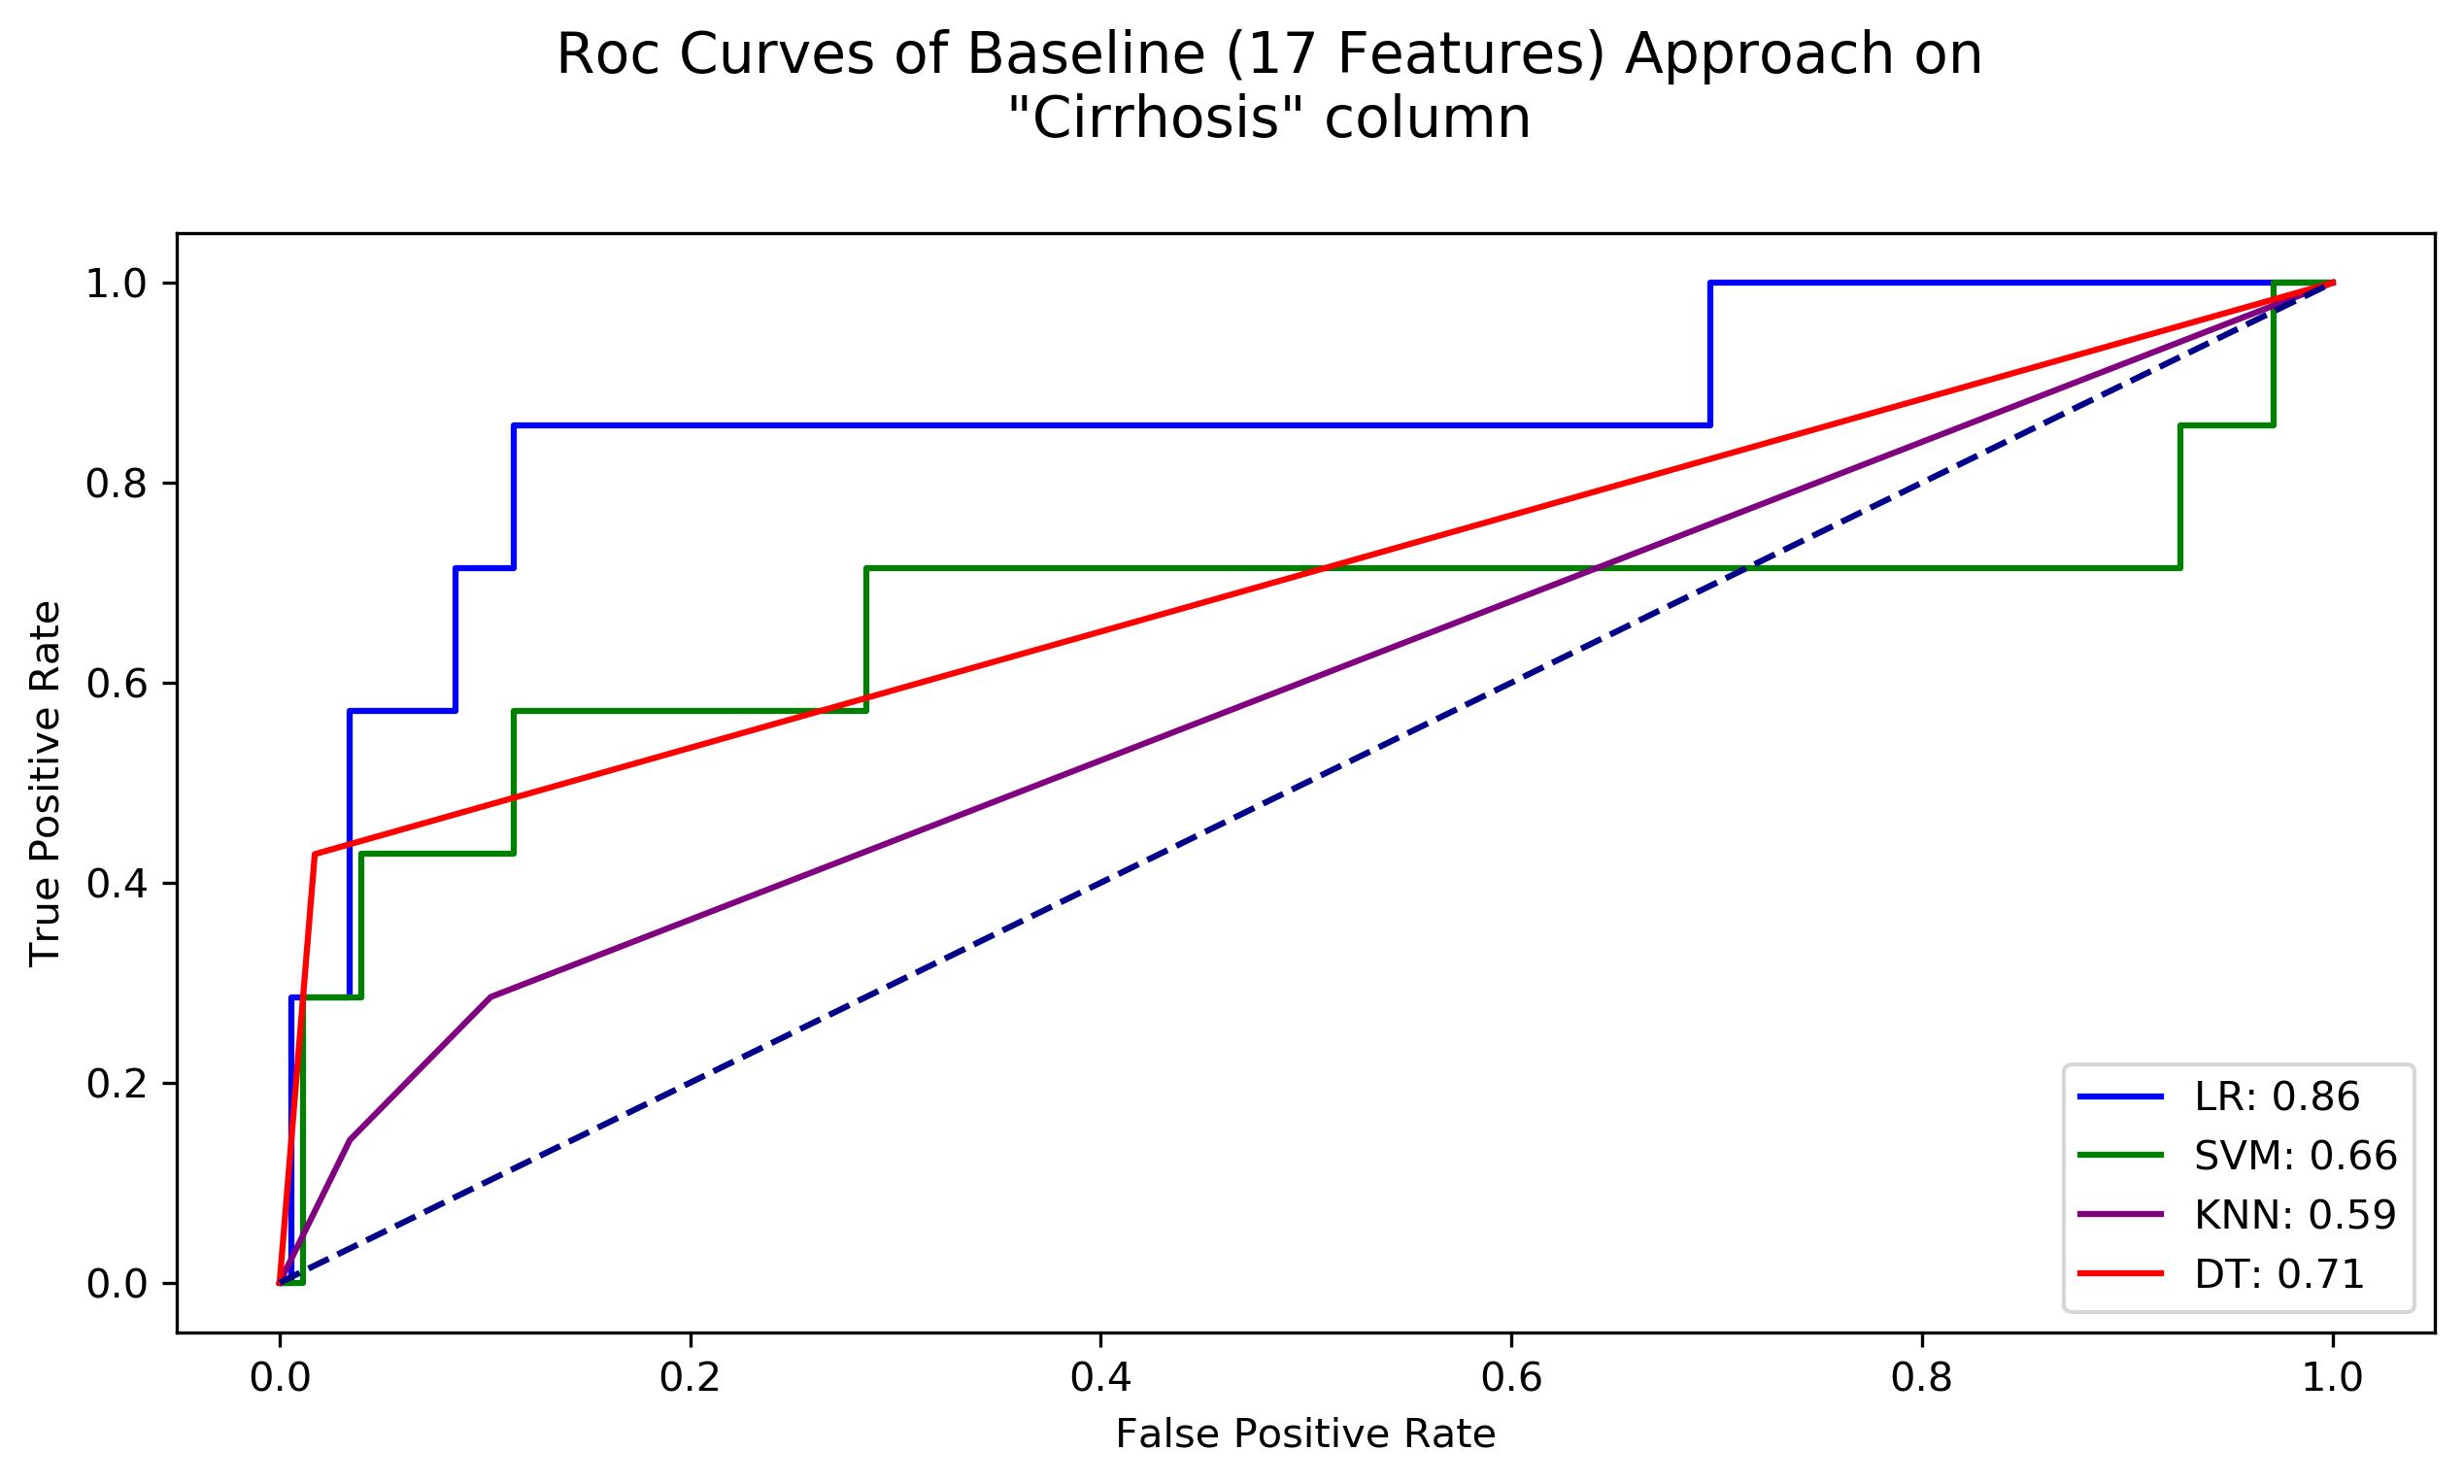 Roc Curves of Baseline (17 Features) Approach on
"Cirrhosis" column
True Positive Rate
1.0
0.8
0.6
0.4
0.2
0.0
0.0 0.2 0.4 0.6 0.8 1.0
False Positive Rate
LR: 0.86
SVM: 0.66
KNN: 0.59
DT: 0.71